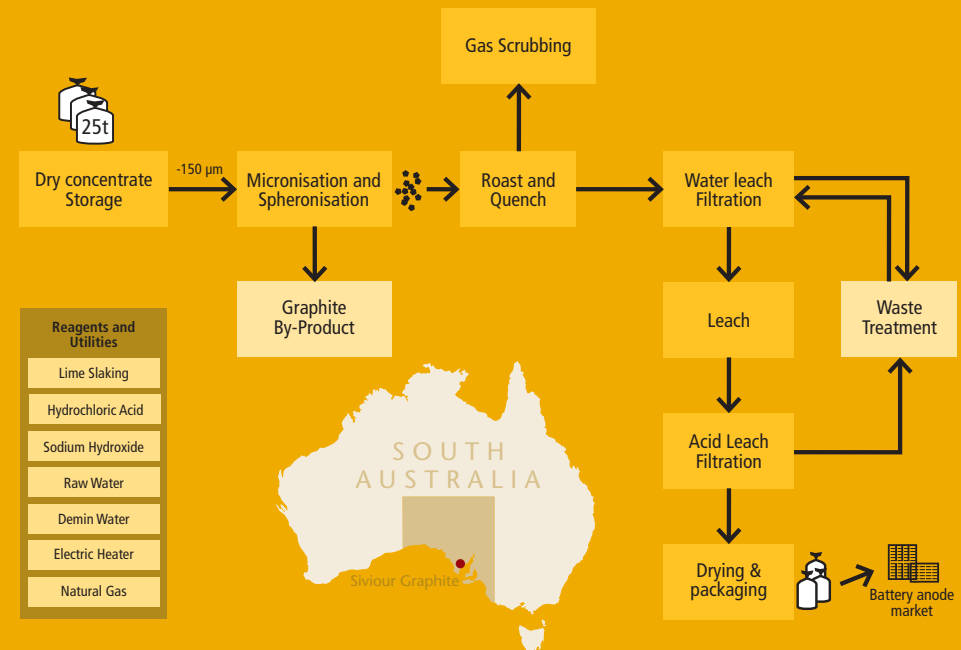 Gas Scrubbing
25t
Dry concentrate
Storage
-150 µm
Micronisation and
Spheronisation
Roast and
Quench
Water leach
Filtration
Graphite
By-Product
Leach
Waste
Treatment
Reagents and
Utilities
Lime Slaking
Hydrochloric Acid
Sodium Hydroxide
Raw Water
Demin Water
Electric Heater
Natural Gas
SOUTH
AUSTRALIA
Siviour Graphite
Acid Leach
Filtration
Drying &
packaging
Battery anode
market